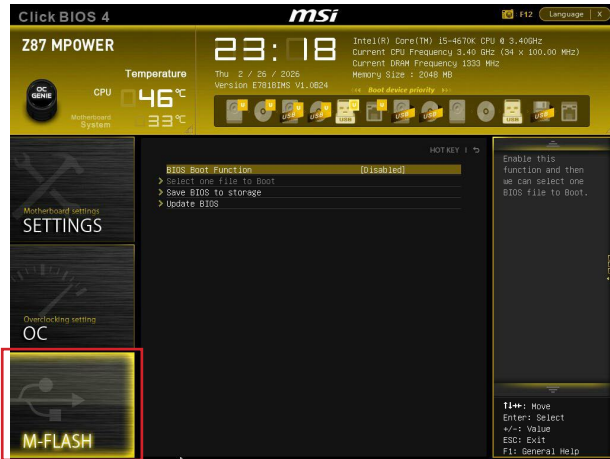 Click BIOS 4
msi
F12
Language
X
Z87 MPOWER
OC
GENIE
Temperature
CPU
46°C
Motherboard
System
33°C
23:18
Thu 2 / 26 / 2026
Version E7818IMS V1.0B24
Intel(R) Core(TM) i5-4670K CPU @ 3.40GHz
Current CPU Frequency 3.40 GHz (34 x 100.00 MHz)
Current DRAM Frequency 1333 MHz
Memory Size : 2048 MB
Boot device priority
U
U
USB
USB
USB
USB
USB
USB
USB
HOT KEY
BIOS Boot Function [Disabled]
Select one file to Boot
Save BIOS to storage
Update BIOS
Enable this
function and then
we can select one
BIOS file to Boot.
Motherboard settings
SETTINGS
Overclocking setting
OC
M-FLASH
↑↓→←: Move
Enter: Select
+/-: Value
ESC: Exit
F1: General Help